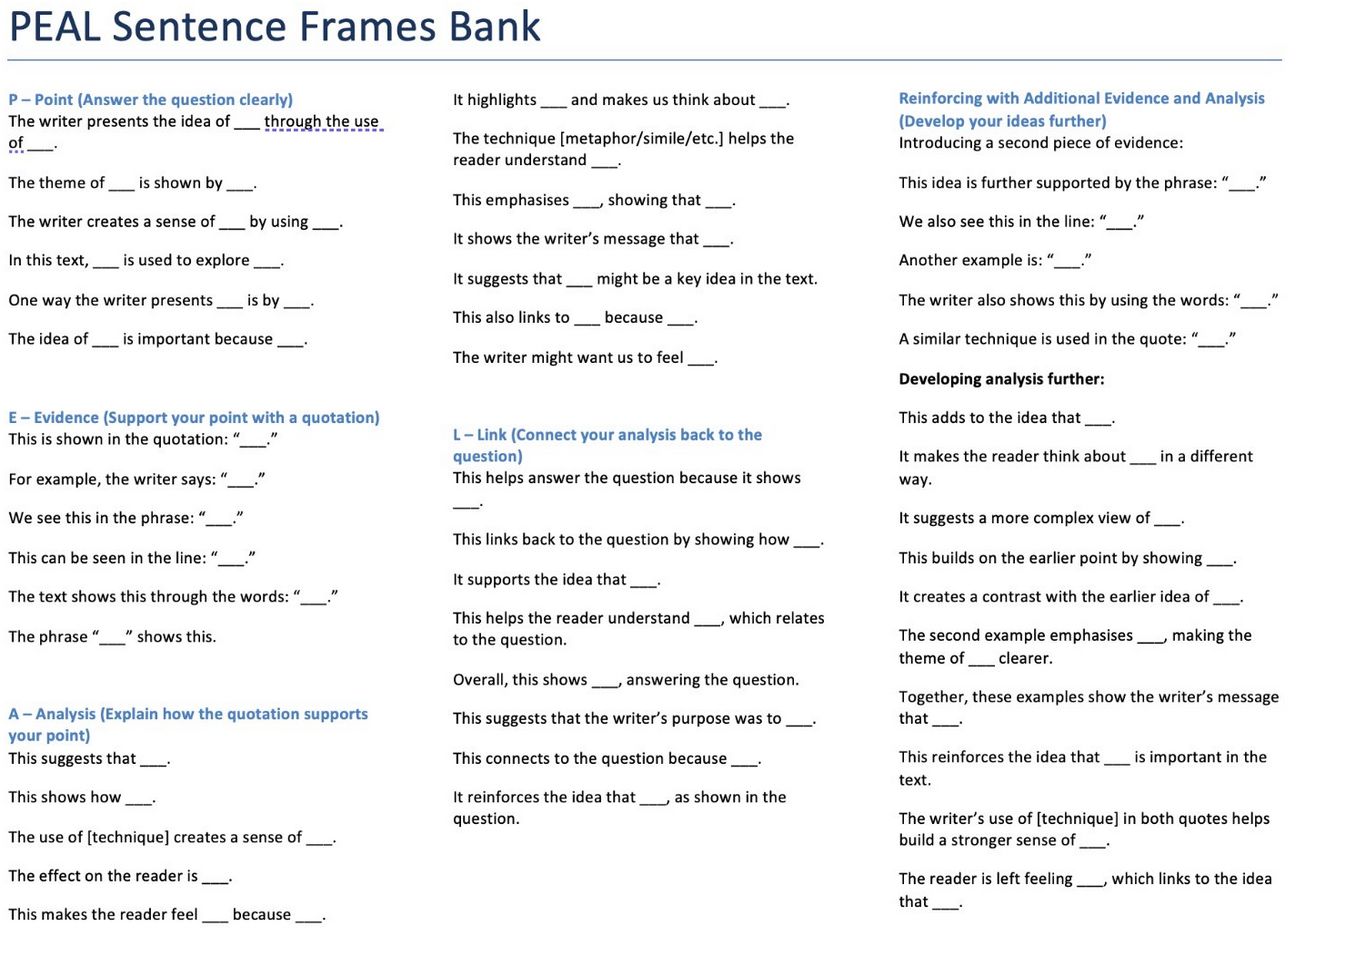 PEAL Sentence Frames Bank
P – Point (Answer the question clearly)
The writer presents the idea of ___ through the use
of ___.
The theme of ___ is shown by ___.
The writer creates a sense of ___ by using ___.
In this text, ___ is used to explore ___.
One way the writer presents ___ is by ___.
The idea of ___ is important because ___.
E – Evidence (Support your point with a quotation)
This is shown in the quotation: “___.”
For example, the writer says: “___.”
We see this in the phrase: “___.”
This can be seen in the line: “___.”
The text shows this through the words: “___.”
The phrase “___” shows this.
A – Analysis (Explain how the quotation supports
your point)
This suggests that ___.
This shows how ___.
The use of [technique] creates a sense of ___.
The effect on the reader is ___.
This makes the reader feel ___ because ___.
It highlights ___ and makes us think about ___.
The technique [metaphor/simile/etc.] helps the
reader understand ___.
This emphasises ___, showing that ___.
It shows the writer’s message that ___.
It suggests that ___ might be a key idea in the text.
This also links to ___ because ___.
The writer might want us to feel ___.
L – Link (Connect your analysis back to the
question)
This helps answer the question because it shows
___.
This links back to the question by showing how ___.
It supports the idea that ___.
This helps the reader understand ___, which relates
to the question.
Overall, this shows ___, answering the question.
This suggests that the writer’s purpose was to ___.
This connects to the question because ___.
It reinforces the idea that ___, as shown in the
question.
Reinforcing with Additional Evidence and Analysis
(Develop your ideas further)
Introducing a second piece of evidence:
This idea is further supported by the phrase: “___.”
We also see this in the line: “___.”
Another example is: “___.”
The writer also shows this by using the words: “___.”
A similar technique is used in the quote: “___.”
Developing analysis further:
This adds to the idea that ___.
It makes the reader think about ___ in a different
way.
It suggests a more complex view of ___.
This builds on the earlier point by showing ___.
It creates a contrast with the earlier idea of ___.
The second example emphasises ___, making the
theme of ___ clearer.
Together, these examples show the writer’s message
that ___.
This reinforces the idea that ___ is important in the
text.
The writer’s use of [technique] in both quotes helps
build a stronger sense of ___.
The reader is left feeling ___, which links to the idea
that ___.